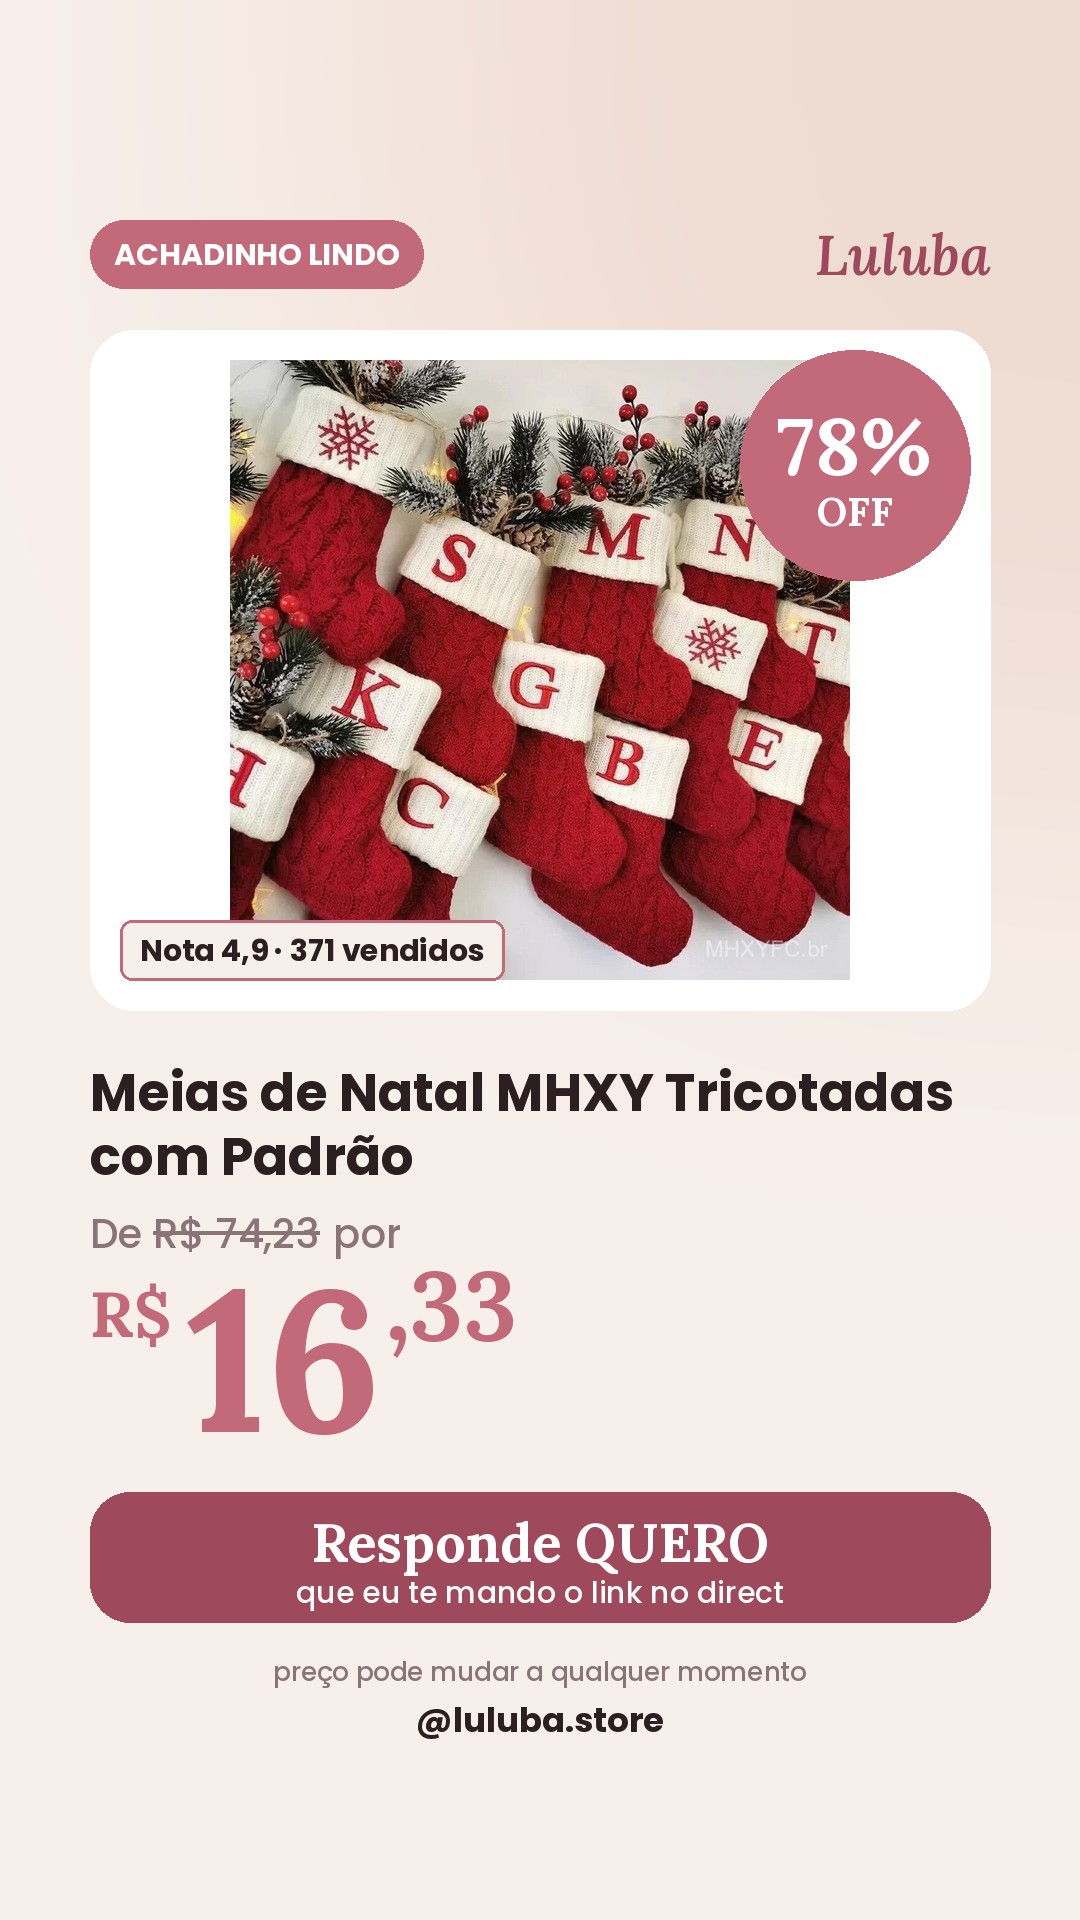 ACHADINHO LINDO
Luluba
78%
OFF
S
M
N
T
K
G
B
E
H
C
MHXYFC.br
Nota 4,9 · 371 vendidos
Meias de Natal MHXY Tricotadas
com Padrão
De R$ 74,23 por
R$ 16,33
Responde QUERO
que eu te mando o link no direct
preço pode mudar a qualquer momento
@luluba.store